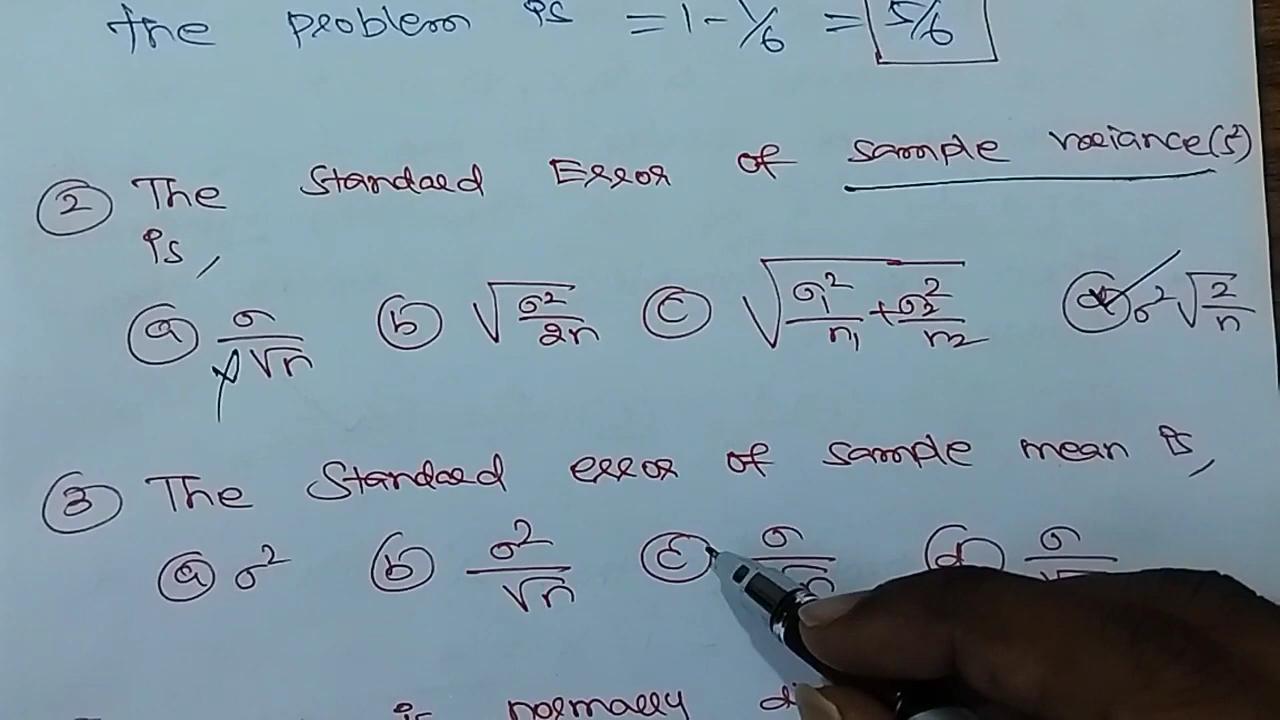 the problem is = 1 - 1/6 = 5/6
② The Standard Error of sample variance (s²)
is,
ⓐ σ/√n ⓑ √(σ²/2n) ⓒ √(σ₁²/n₁ + σ₂²/n₂) ⓓ σ²√(2/n)
③ The Standard error of sample mean is,
ⓐ σ² ⓑ σ²/√n ⓒ σ/√n ⓓ σ/√
is normally